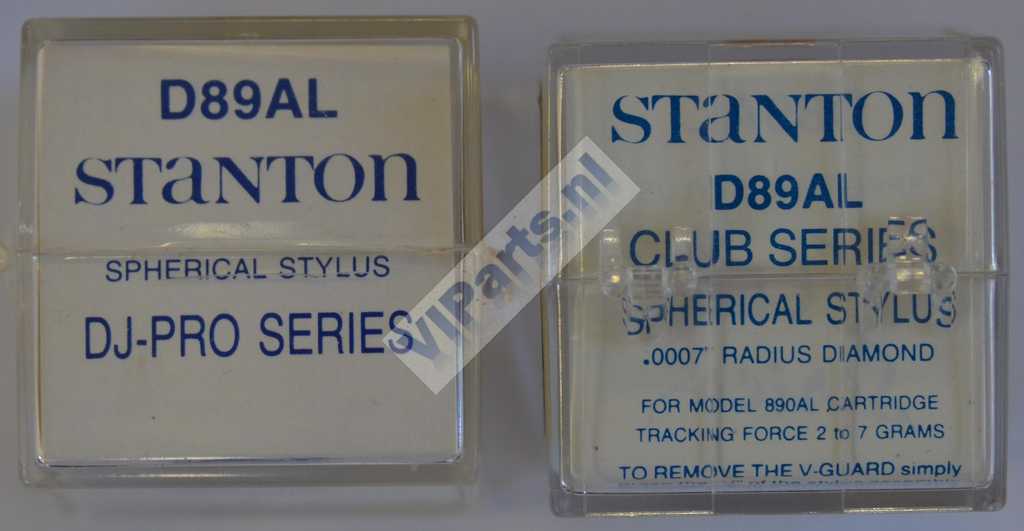 D89AL
STANTON
SPHERICAL STYLUS
DJ-PRO SERIES
VIParts.nl
STANTON
D89AL
CLUB SERIES
SPHERICAL STYLUS
.0007" RADIUS DIAMOND
FOR MODEL 890AL CARTRIDGE
TRACKING FORCE 2 to 7 GRAMS
TO REMOVE THE V-GUARD simply